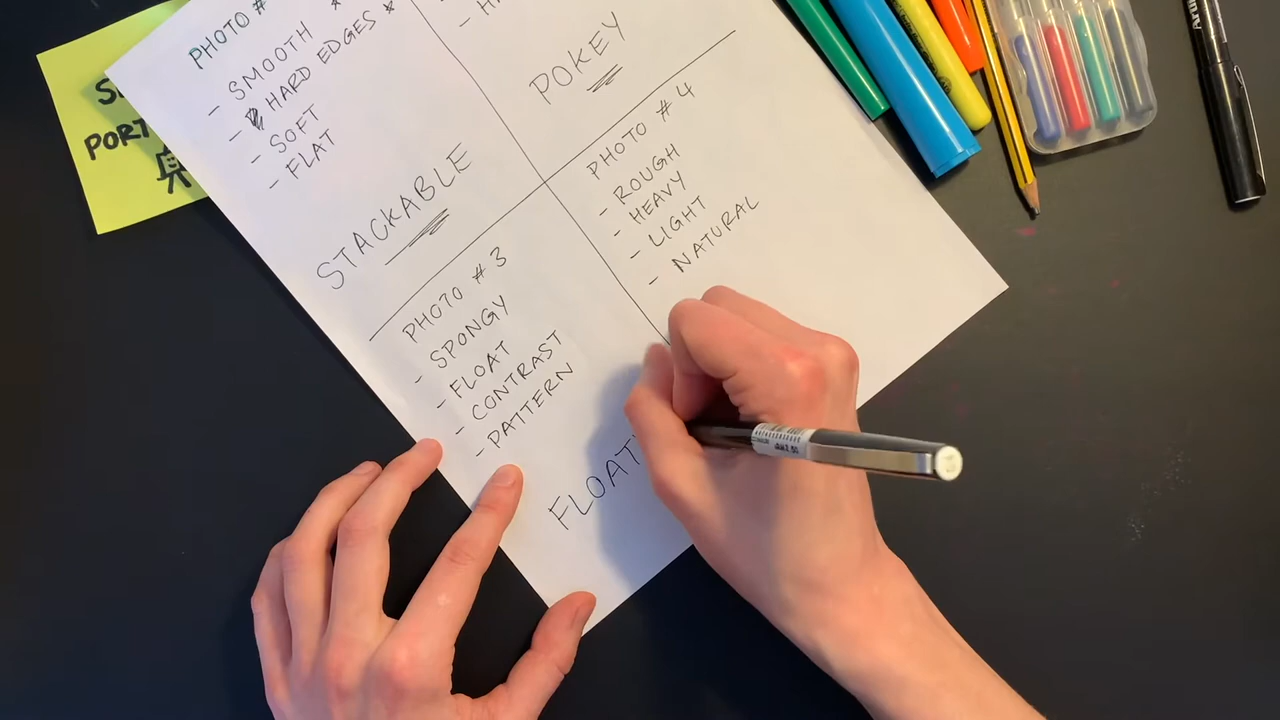 PHOTO #
- SMOOTH *
- HARD EDGES *
- SOFT
- FLAT
STACKABLE
POKEY
PHOTO # 3
- SPONGY
- FLOAT
- CONTRAST
- PATTERN
FLOAT
PHOTO # 4
- ROUGH
- HEAVY
- LIGHT
- NATURAL